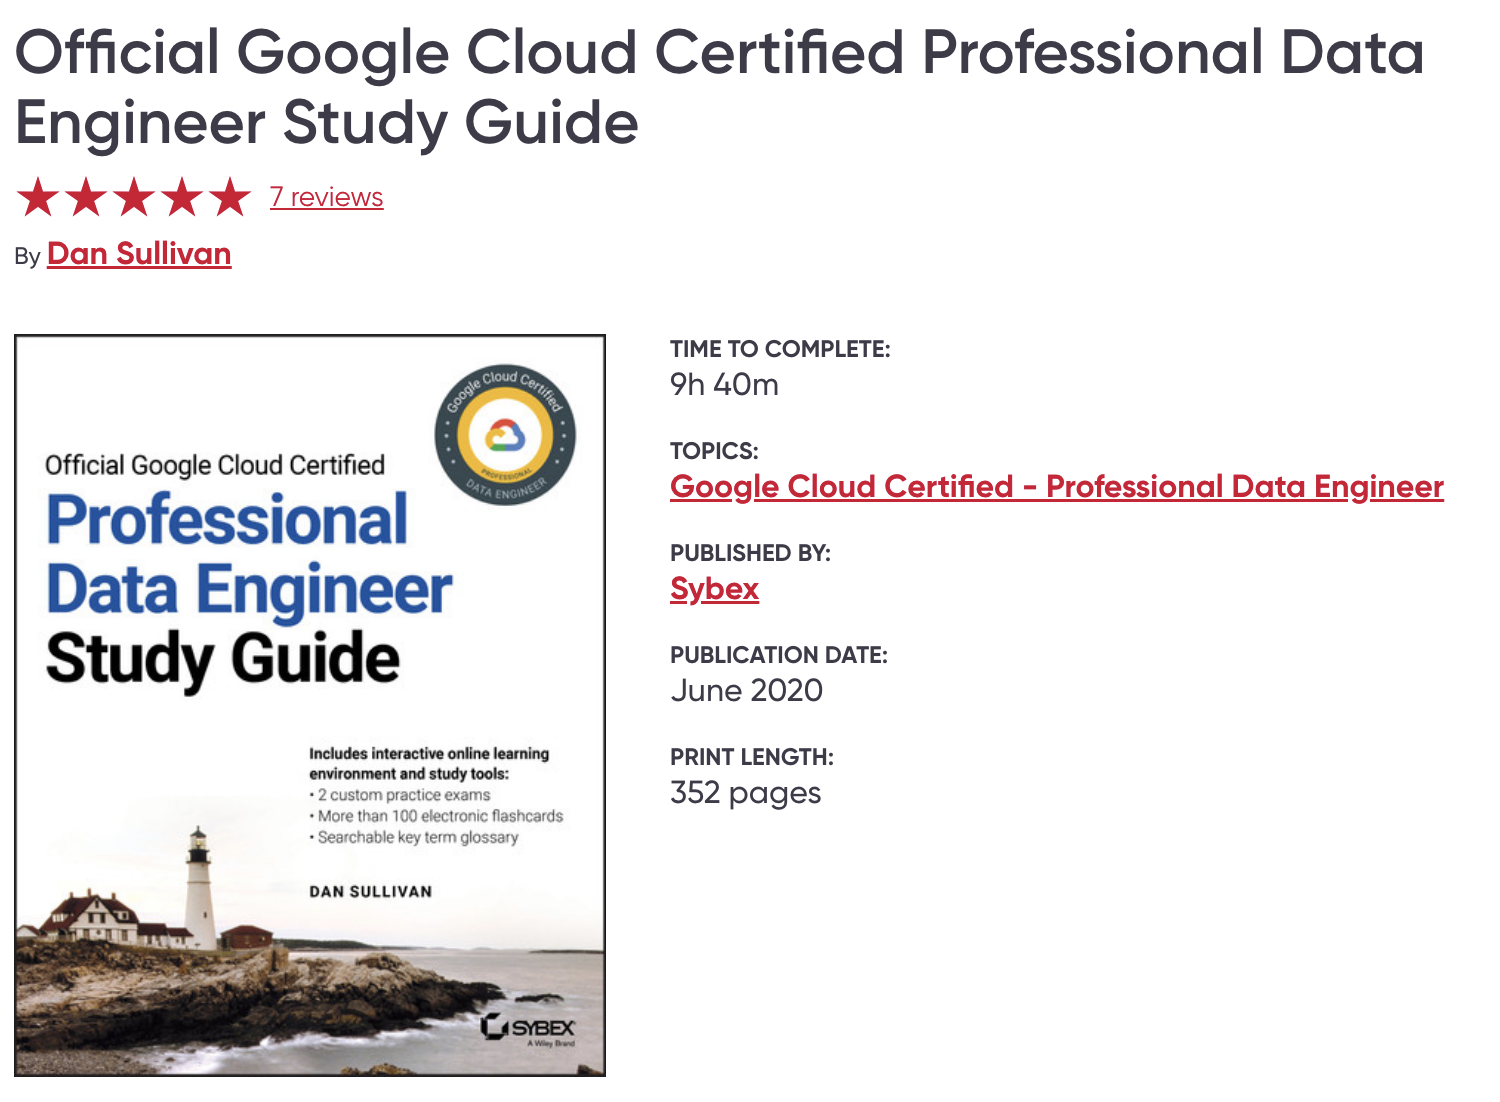 Official Google Cloud Certified Professional Data
Engineer Study Guide
7 reviews
By Dan Sullivan
Google Cloud Certified
PROFESSIONAL
DATA ENGINEER
Official Google Cloud Certified
Professional
Data Engineer
Study Guide
Includes interactive online learning
environment and study tools:
• 2 custom practice exams
• More than 100 electronic flashcards
• Searchable key term glossary
DAN SULLIVAN
SYBEX
A Wiley Brand
TIME TO COMPLETE:
9h 40m
TOPICS:
Google Cloud Certified - Professional Data Engineer
PUBLISHED BY:
Sybex
PUBLICATION DATE:
June 2020
PRINT LENGTH:
352 pages